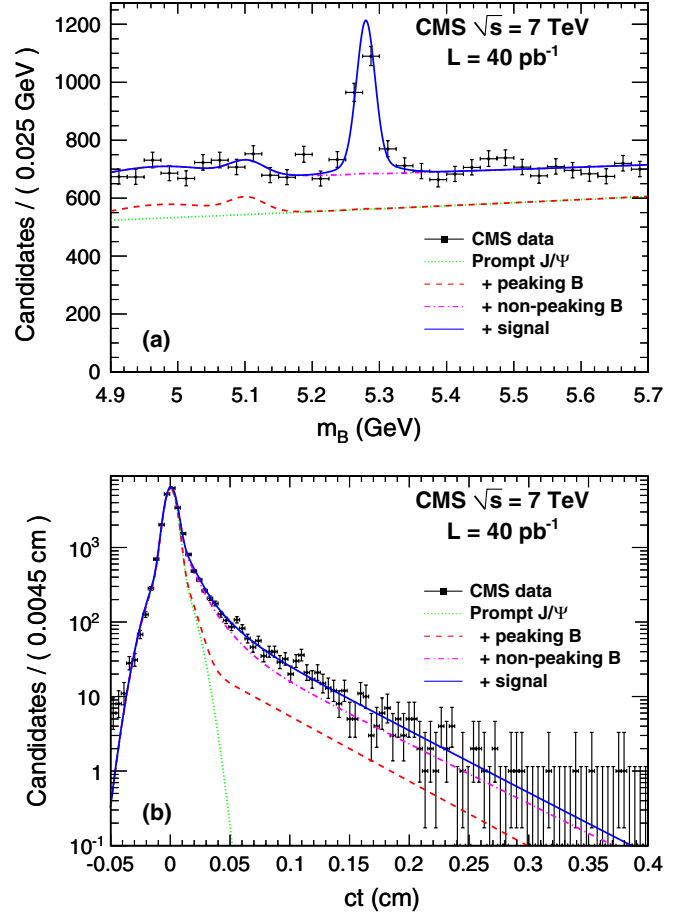 CMS √s = 7 TeV
L = 40 pb⁻¹
1200
1000
800
600
400
200
0
Candidates / ( 0.025 GeV )
CMS data
Prompt J/Ψ
+ peaking B
+ non-peaking B
+ signal
(a)
4.9 5 5.1 5.2 5.3 5.4 5.5 5.6 5.7
m_B (GeV)
CMS √s = 7 TeV
L = 40 pb⁻¹
10³
10²
10
1
10⁻¹
Candidates / ( 0.0045 cm )
CMS data
Prompt J/Ψ
+ peaking B
+ non-peaking B
+ signal
(b)
-0.05 0 0.05 0.1 0.15 0.2 0.25 0.3 0.35 0.4
ct (cm)